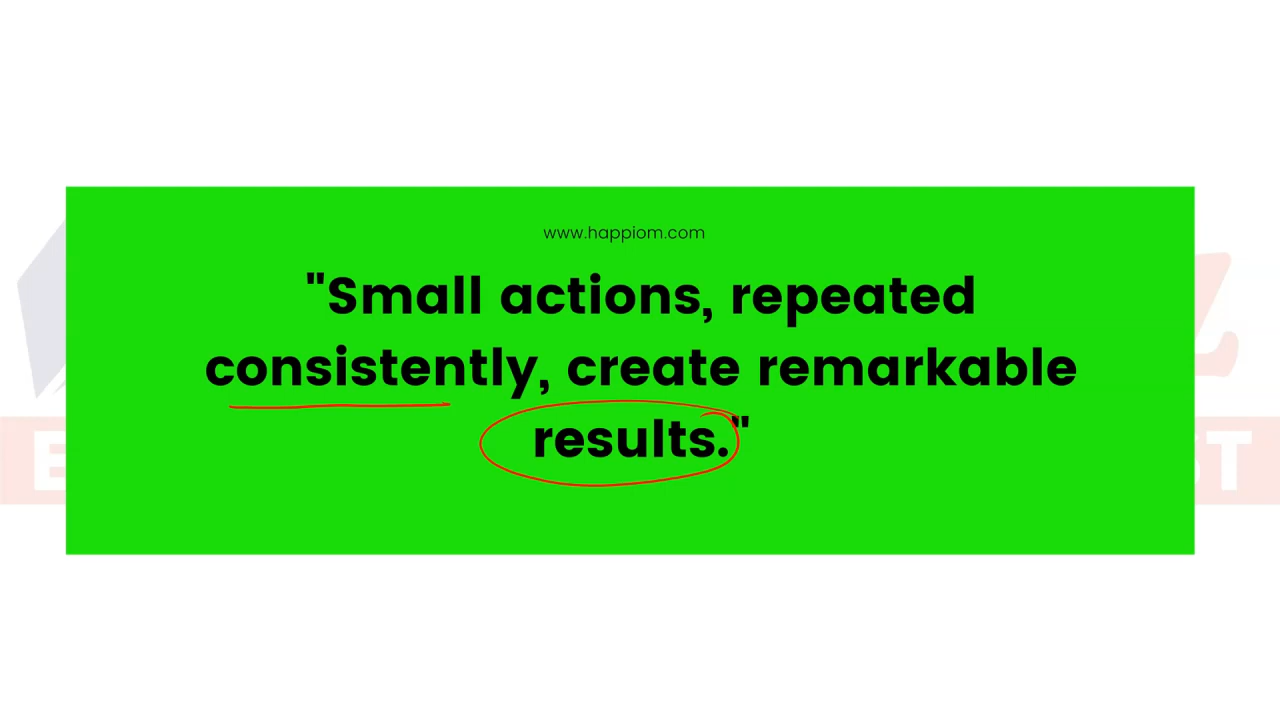 www.happiom.com
"Small actions, repeated
consistently, create remarkable
results."